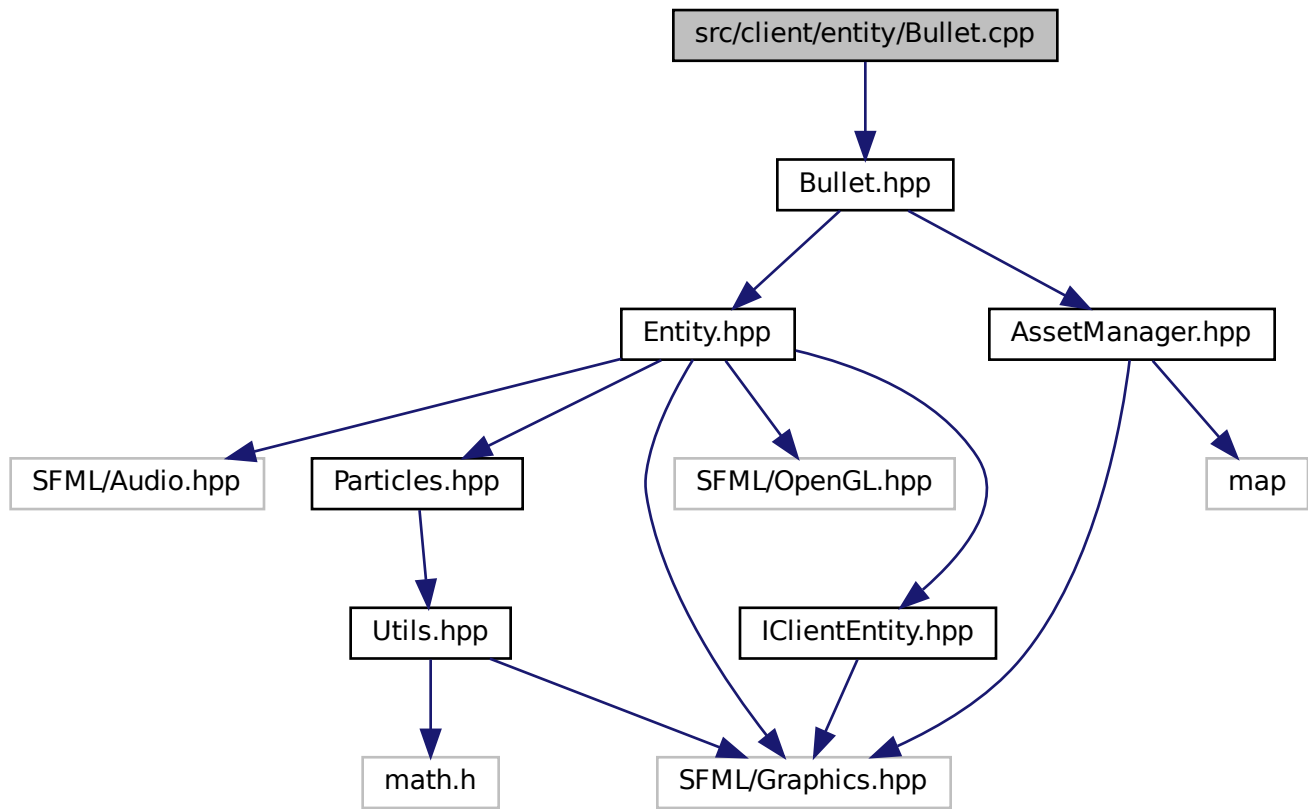 src/client/entity/Bullet.cpp
Bullet.hpp
Entity.hpp
AssetManager.hpp
SFML/Audio.hpp
Particles.hpp
SFML/OpenGL.hpp
map
Utils.hpp
IClientEntity.hpp
math.h
SFML/Graphics.hpp